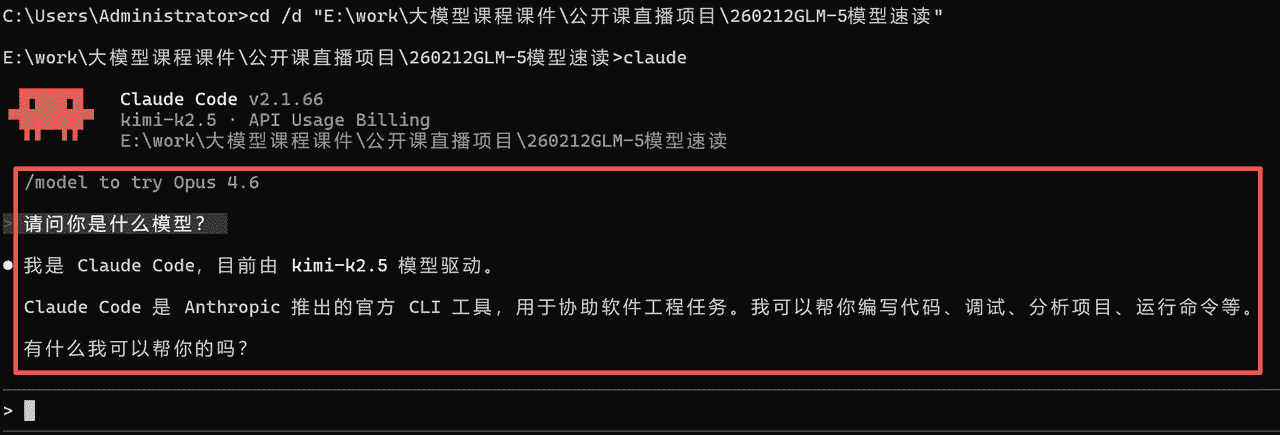 C:\Users\Administrator>cd /d "E:\work\大模型课程课件\公开课直播项目\260212GLM-5模型速读"
E:\work\大模型课程课件\公开课直播项目\260212GLM-5模型速读>claude
Claude Code v2.1.66
kimi-k2.5 · API Usage Billing
E:\work\大模型课程课件\公开课直播项目\260212GLM-5模型速读
/model to try Opus 4.6
> 请问你是什么模型？
● 我是 Claude Code，目前由 kimi-k2.5 模型驱动。
Claude Code 是 Anthropic 推出的官方 CLI 工具，用于协助软件工程任务。我可以帮你编写代码、调试、分析项目、运行命令等。
有什么我可以帮你的吗？
>